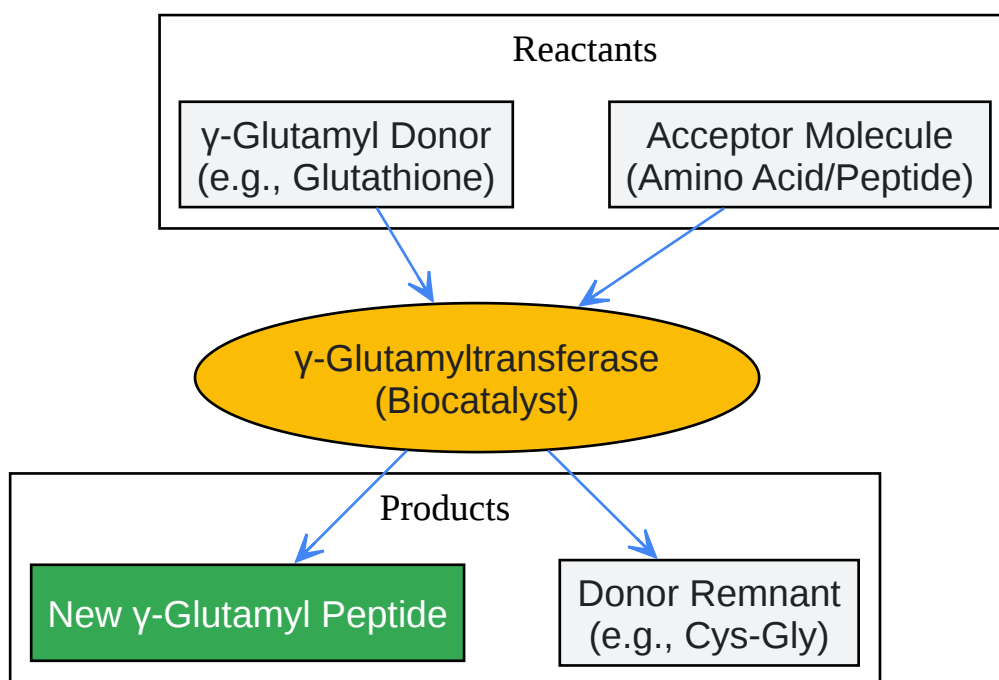 Reactants
γ-Glutamyl Donor
(e.g., Glutathione)
Acceptor Molecule
(Amino Acid/Peptide)
γ-Glutamyltransferase
(Biocatalyst)
Products
New γ-Glutamyl Peptide
Donor Remnant
(e.g., Cys-Gly)